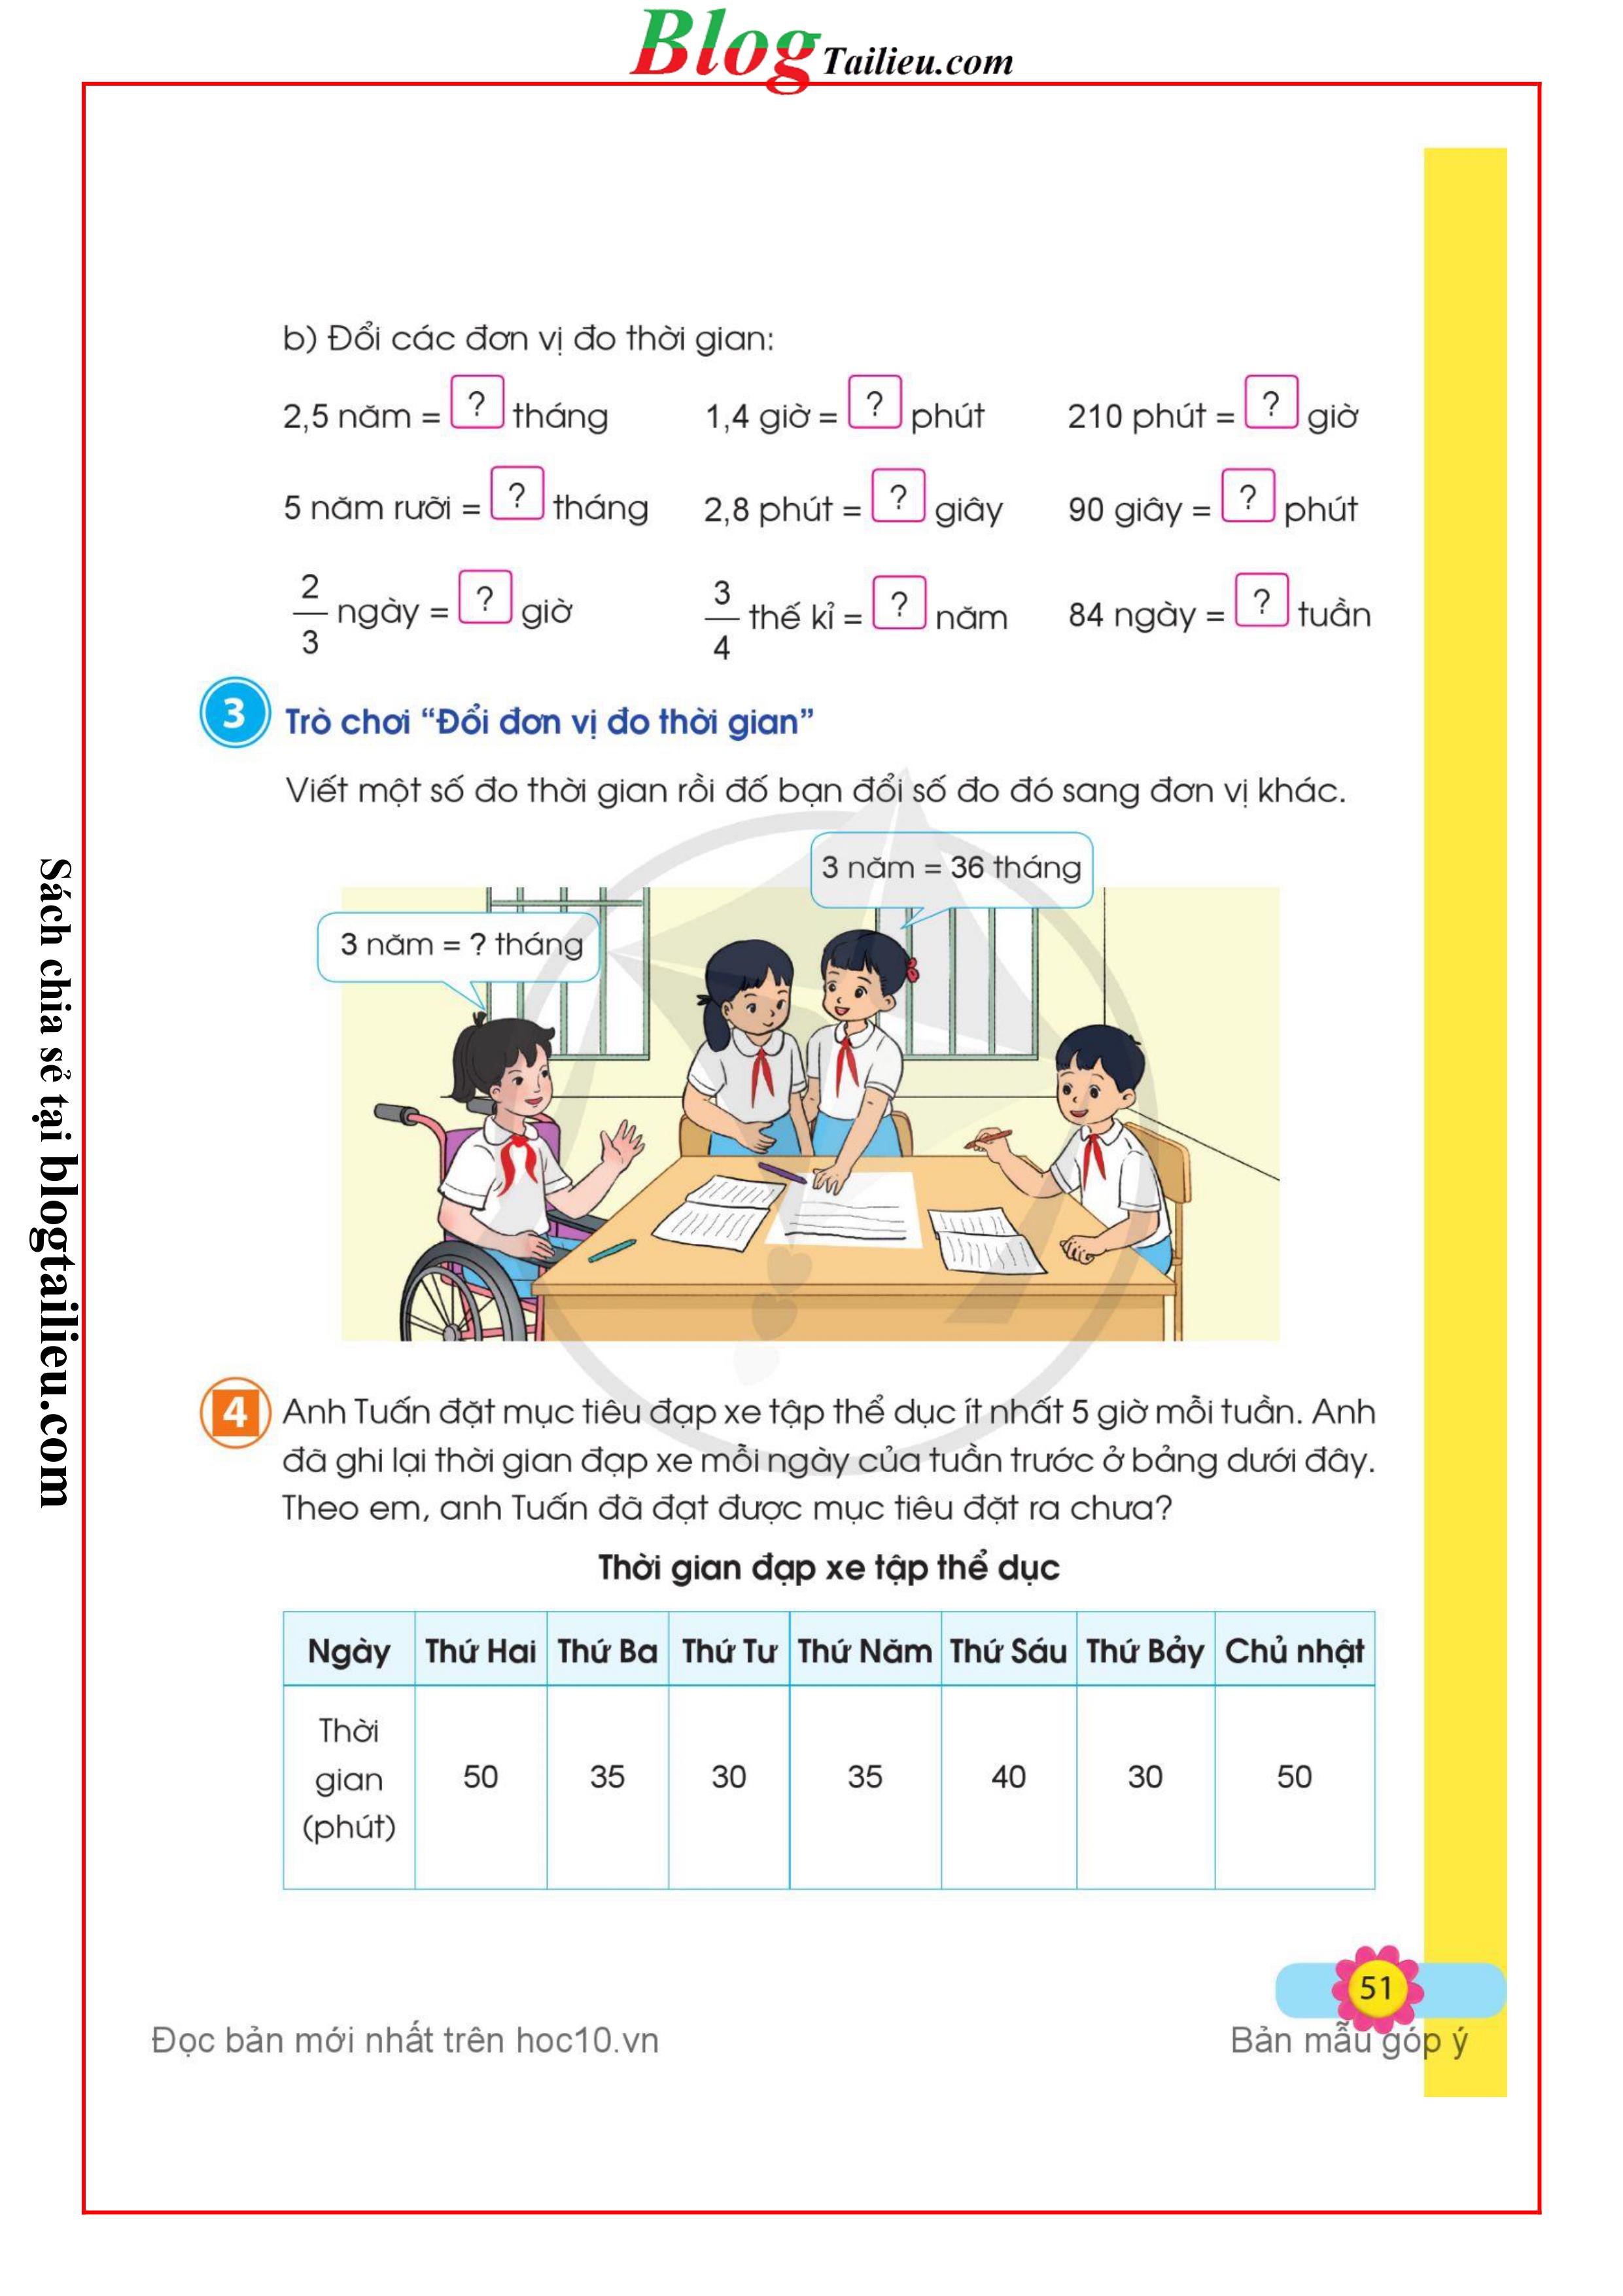 Blog Tailieu.com
b) Đổi các đơn vị đo thời gian:
2,5 năm = ? tháng 1,4 giờ = ? phút 210 phút = ? giờ
5 năm rưỡi = ? tháng 2,8 phút = ? giây 90 giây = ? phút
2/3 ngày = ? giờ 3/4 thế kỉ = ? năm 84 ngày = ? tuần
3 Trò chơi “Đổi đơn vị đo thời gian”
Viết một số đo thời gian rồi đố bạn đổi số đo đó sang đơn vị khác.
3 năm = 36 tháng
3 năm = ? tháng
4 Anh Tuấn đặt mục tiêu đạp xe tập thể dục ít nhất 5 giờ mỗi tuần. Anh
đã ghi lại thời gian đạp xe mỗi ngày của tuần trước ở bảng dưới đây.
Theo em, anh Tuấn đã đạt được mục tiêu đặt ra chưa?
Thời gian đạp xe tập thể dục
Ngày Thứ Hai Thứ Ba Thứ Tư Thứ Năm Thứ Sáu Thứ Bảy Chủ nhật
Thời
gian
(phút)
50 35 30 35 40 30 50
51
Đọc bản mới nhất trên hoc10.vn
Bản mẫu góp ý
Sách chia sẻ tại blogtailieu.com